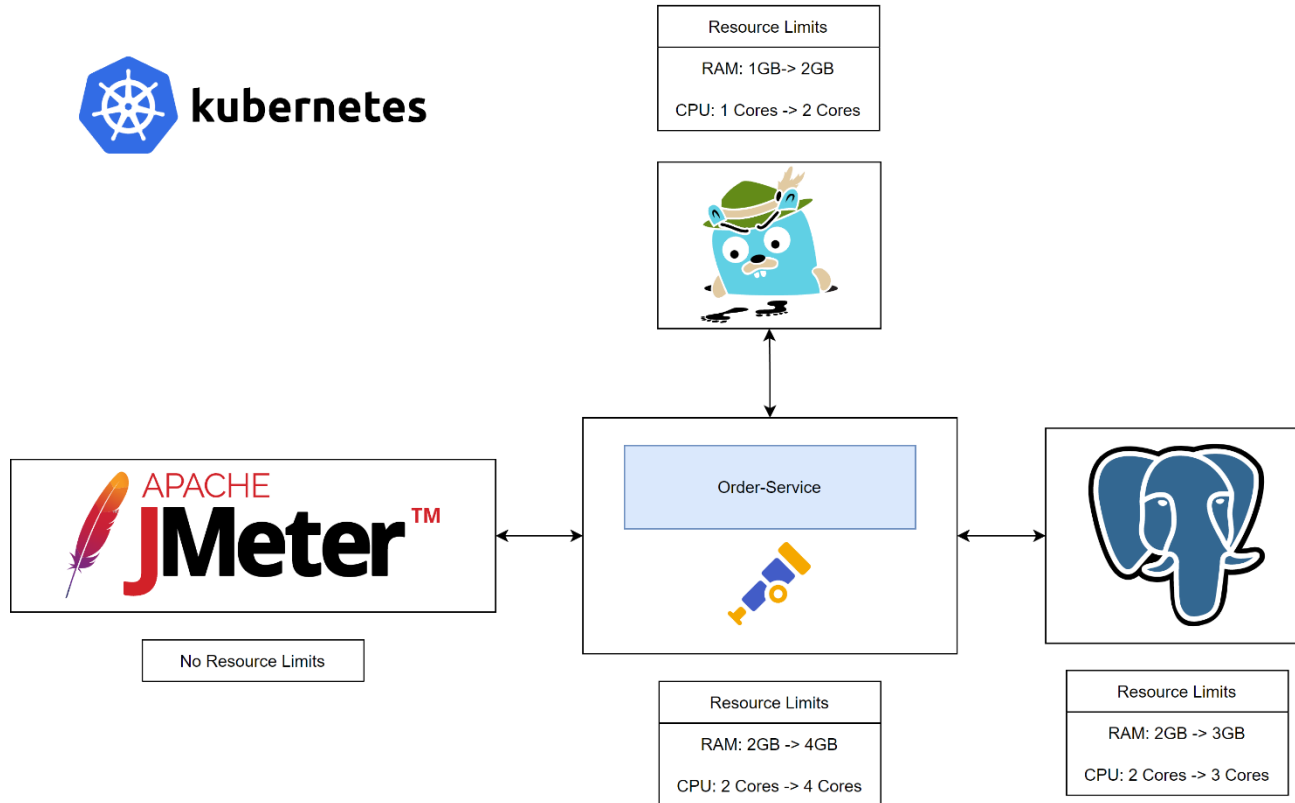 Resource Limits
RAM: 1GB-> 2GB
CPU: 1 Cores -> 2 Cores
kubernetes
APACHE
JMeter™
No Resource Limits
Order-Service
Resource Limits
RAM: 2GB -> 4GB
CPU: 2 Cores -> 4 Cores
Resource Limits
RAM: 2GB -> 3GB
CPU: 2 Cores -> 3 Cores